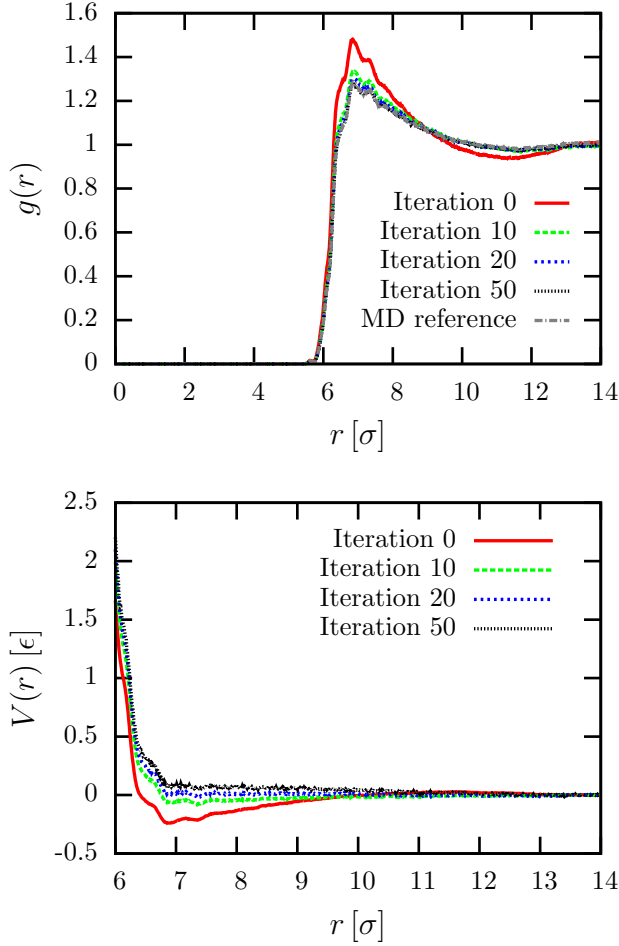 1.6
1.4
1.2
1
0.8
0.6
0.4
0.2
0
g(r)
Iteration 0
Iteration 10
Iteration 20
Iteration 50
MD reference
0 2 4 6 8 10 12 14
r [σ]
2.5
2
1.5
1
0.5
0
-0.5
V(r) [ϵ]
Iteration 0
Iteration 10
Iteration 20
Iteration 50
6 7 8 9 10 11 12 13 14
r [σ]